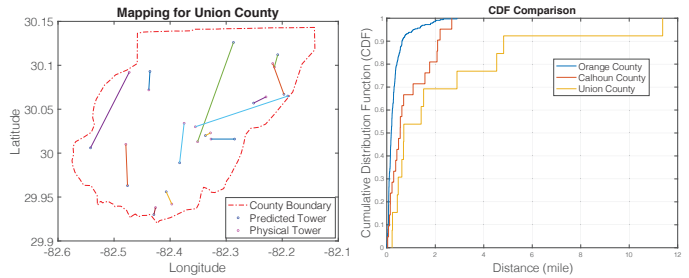 Mapping for Union County
30.15
30.1
30.05
30
29.95
29.9
Latitude
-82.6
-82.5
-82.4
-82.3
-82.2
-82.1
Longitude
County Boundary
Predicted Tower
Physical Tower
CDF Comparison
1
0.9
0.8
0.7
0.6
0.5
0.4
0.3
0.2
0.1
0
Cumulative Distribution Function (CDF)
0
2
4
6
8
10
12
Distance (mile)
Orange County
Calhoun County
Union County